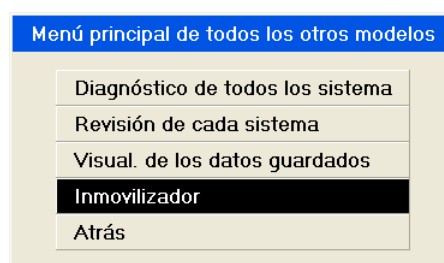 Menú principal de todos los otros modelos
Diagnóstico de todos los sistema
Revisión de cada sistema
Visual. de los datos guardados
Inmovilizador
Atrás